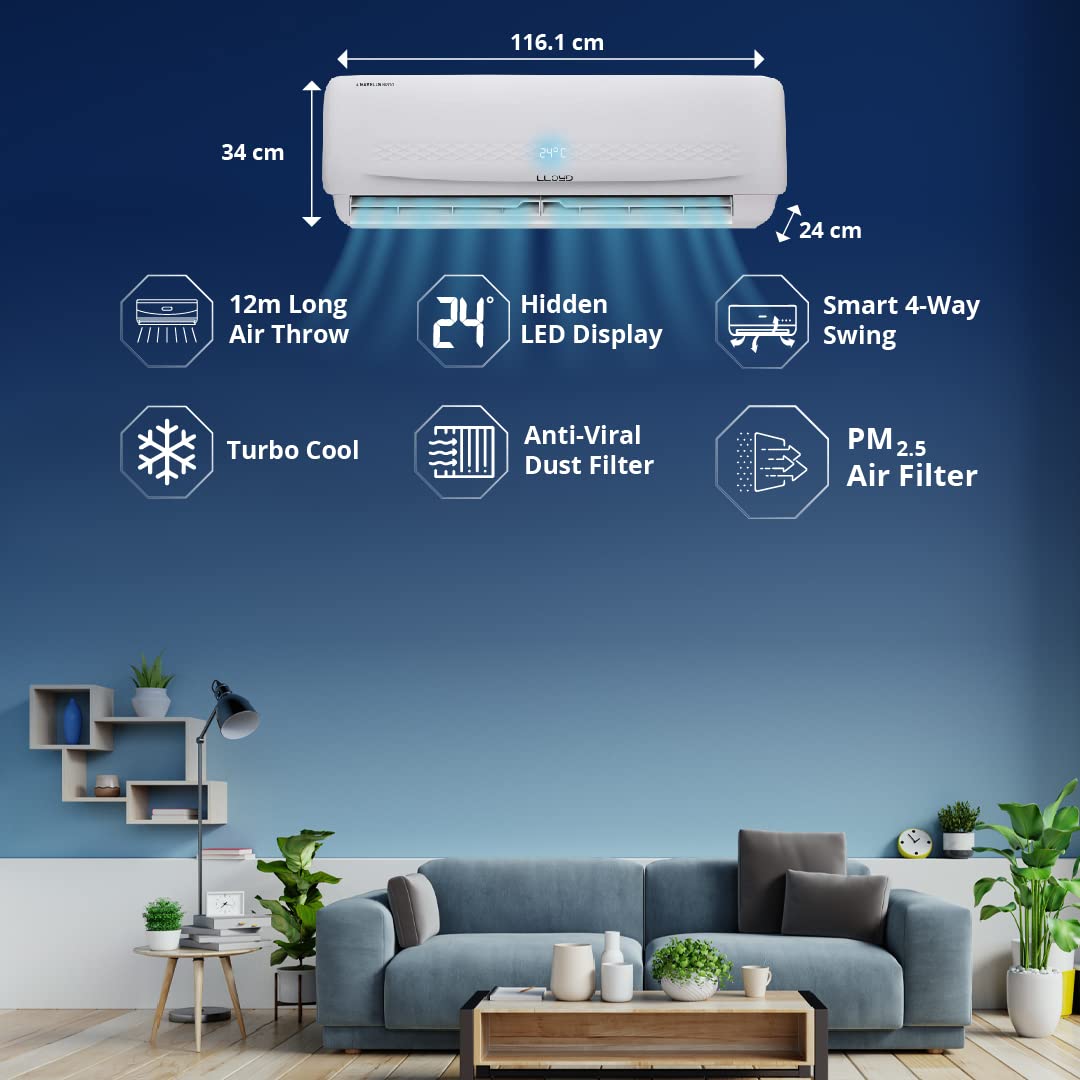 116.1 cm
34 cm
24°C
LLOYD
24 cm
12m Long
Air Throw
24°
Hidden
LED Display
Smart 4-Way
Swing
Turbo Cool
Anti-Viral
Dust Filter
PM2.5
Air Filter